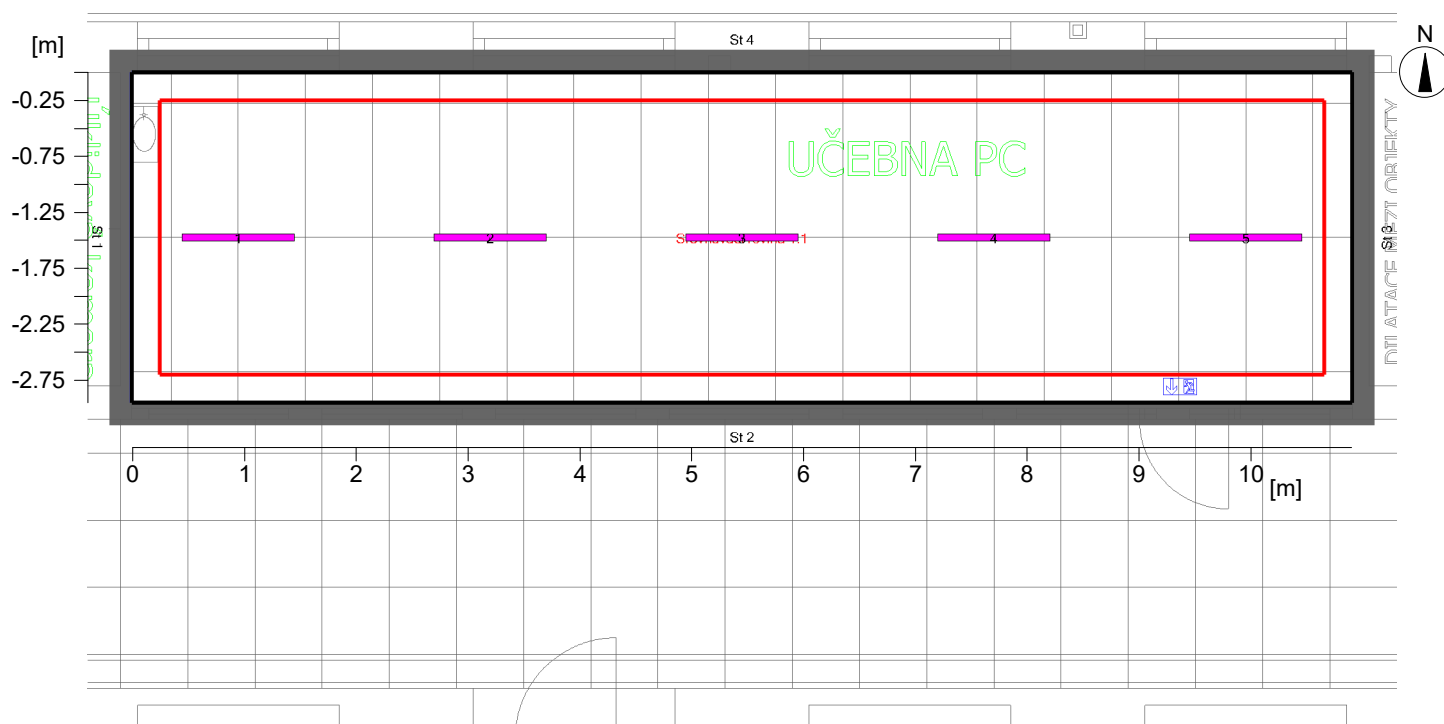 St 4
[m]
N
-0.25
-0.75
-1.25
-1.75
-2.25
-2.75
UČEBNA PC
St 1
1
2
3
4
5
St 3
DILATACE MEZI OBJEKTY
St 2
0 1 2 3 4 5 6 7 8 9 10
[m]